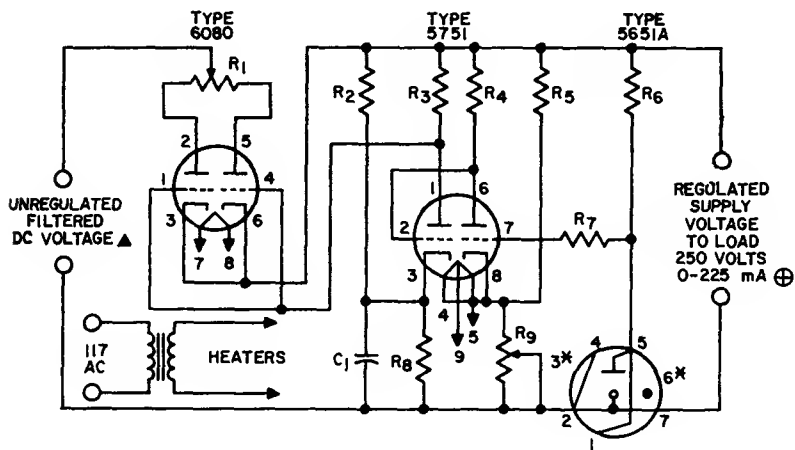 TYPE
6080
TYPE
5751
TYPE
5651A
R1
R2
R3
R4
R5
R6
2
5
1
4
3
6
7
8
1
6
2
7
3
8
4
5
9
R7
UNREGULATED
FILTERED
DC VOLTAGE ▲
REGULATED
SUPPLY
VOLTAGE
TO LOAD
250 VOLTS
0-225 mA ⊕
117
AC
HEATERS
C1
R8
R9
3*
4
5
6*
2
7
1